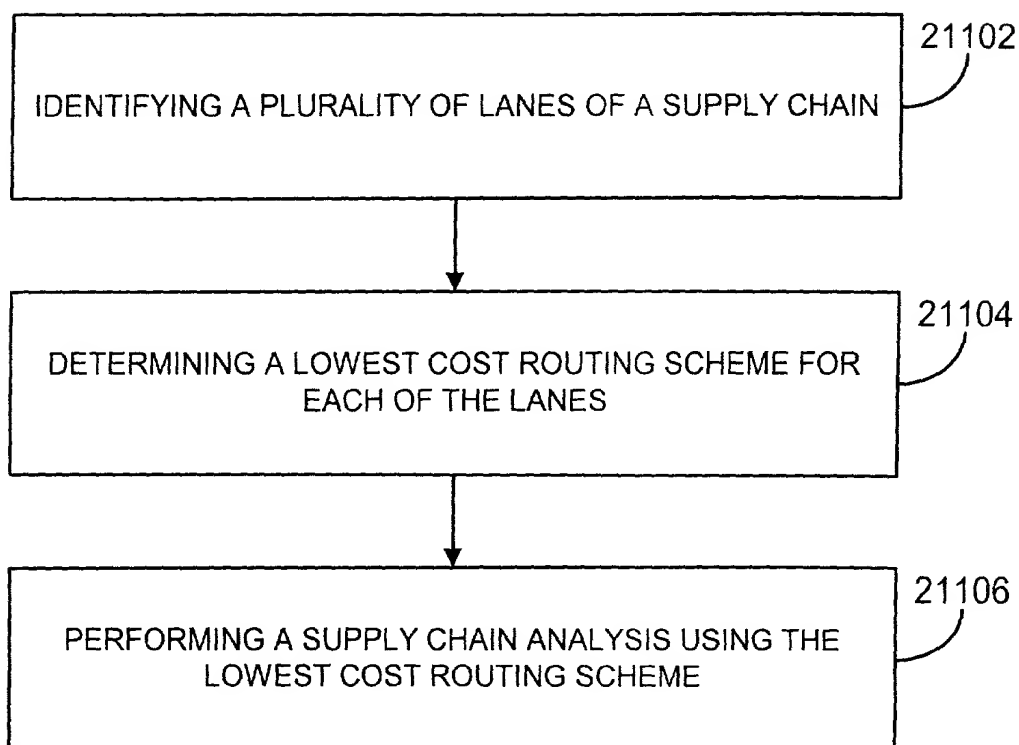 21102
IDENTIFYING A PLURALITY OF LANES OF A SUPPLY CHAIN
21104
DETERMINING A LOWEST COST ROUTING SCHEME FOR
EACH OF THE LANES
21106
PERFORMING A SUPPLY CHAIN ANALYSIS USING THE
LOWEST COST ROUTING SCHEME